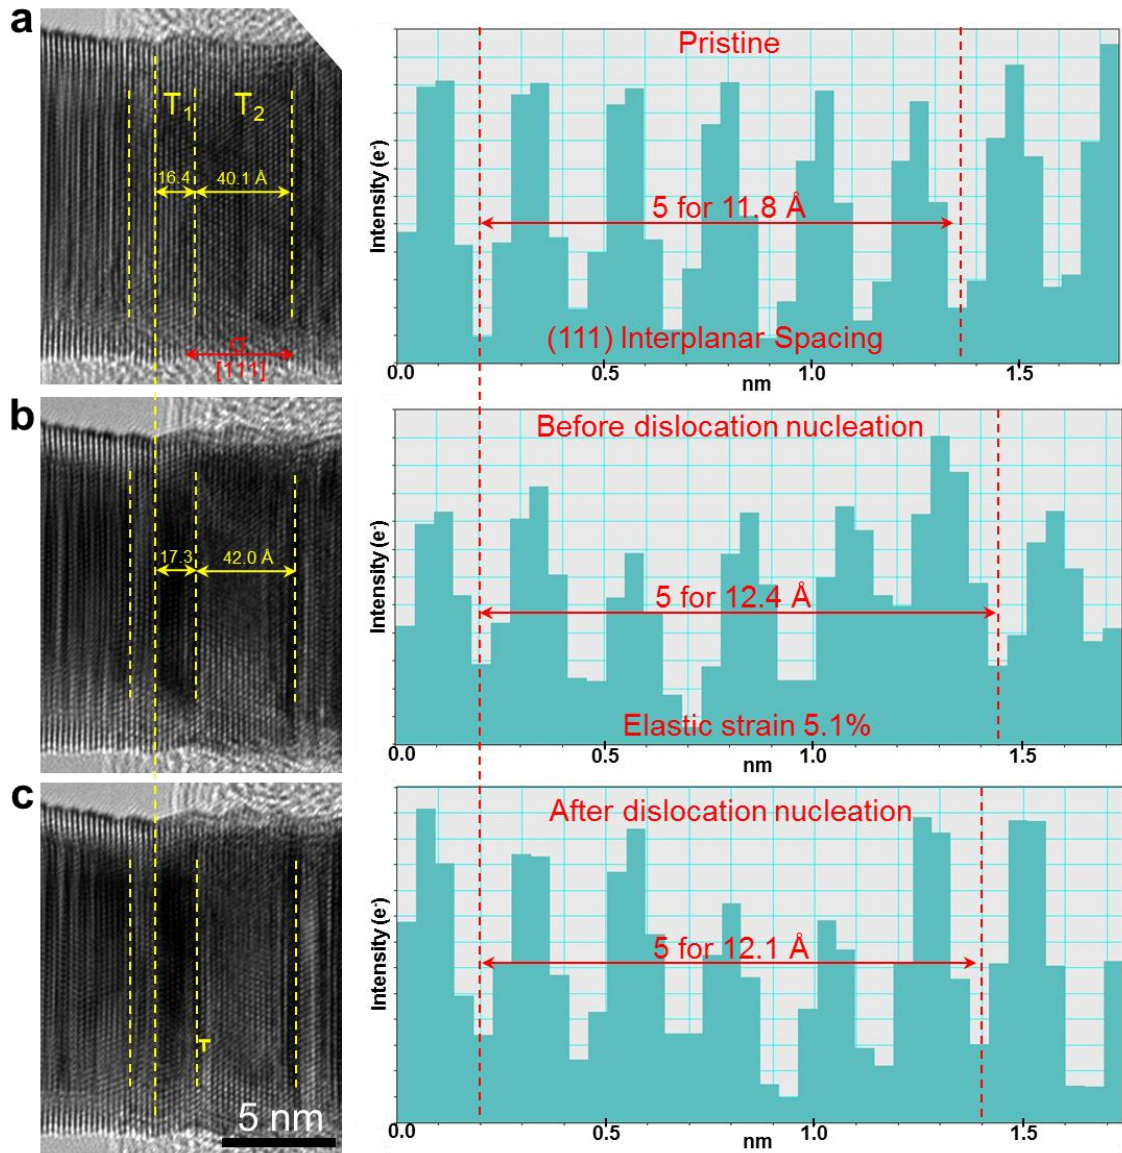 a
T₁
T₂
16.4
40.1 Å
σ
[111]
Pristine
5 for 11.8 Å
(111) Interplanar Spacing
Intensity (e⁻)
0.0 0.5 1.0 1.5
nm
b
17.3
42.0 Å
Before dislocation nucleation
5 for 12.4 Å
Elastic strain 5.1%
Intensity (e⁻)
0.0 0.5 1.0 1.5
nm
c
5 nm
After dislocation nucleation
5 for 12.1 Å
Intensity (e⁻)
0.0 0.5 1.0 1.5
nm